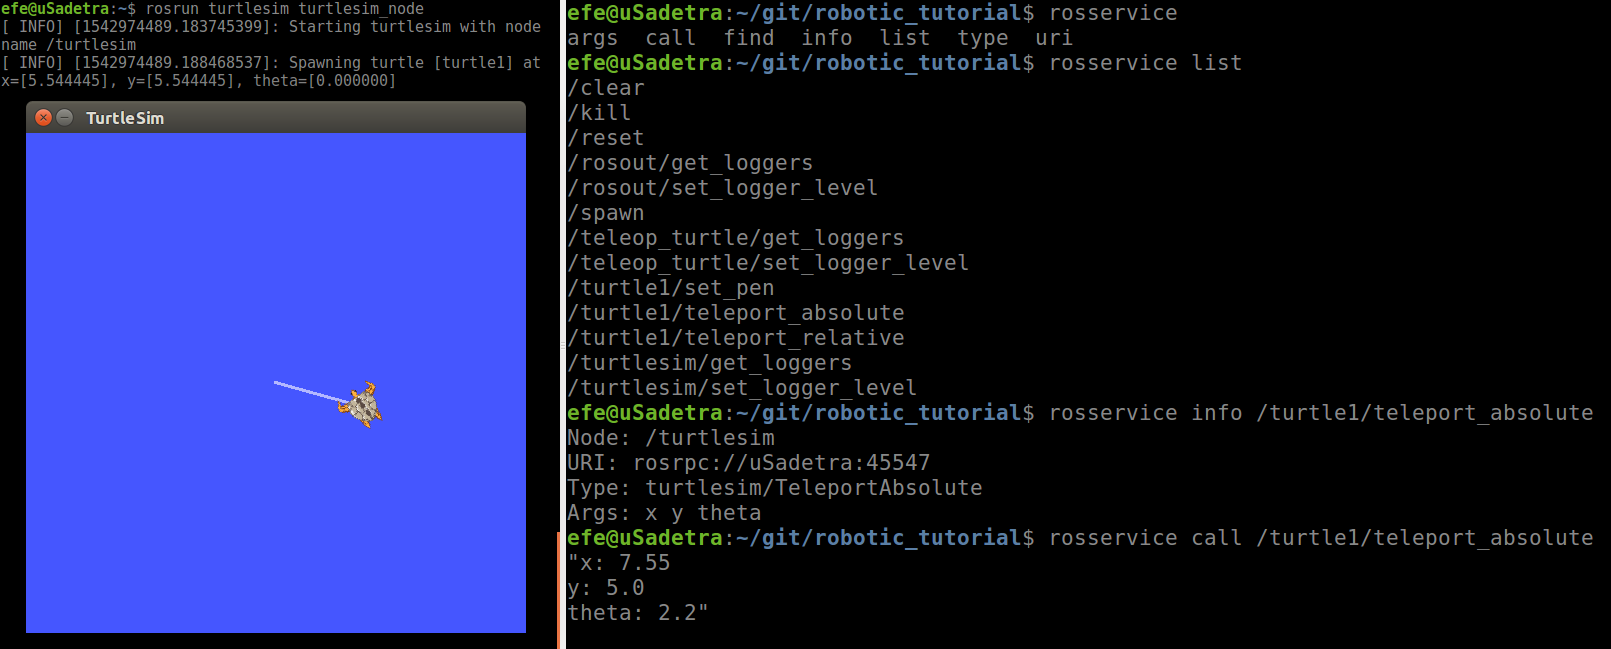 efe@uSadetra:~$ rosrun turtlesim turtlesim_node
[ INFO] [1542974489.183745399]: Starting turtlesim with node
name /turtlesim
[ INFO] [1542974489.188468537]: Spawning turtle [turtle1] at
x=[5.544445], y=[5.544445], theta=[0.000000]
TurtleSim
efe@uSadetra:~/git/robotic_tutorial$ rosservice
args  call  find  info  list  type  uri
efe@uSadetra:~/git/robotic_tutorial$ rosservice list
/clear
/kill
/reset
/rosout/get_loggers
/rosout/set_logger_level
/spawn
/teleop_turtle/get_loggers
/teleop_turtle/set_logger_level
/turtle1/set_pen
/turtle1/teleport_absolute
/turtle1/teleport_relative
/turtlesim/get_loggers
/turtlesim/set_logger_level
efe@uSadetra:~/git/robotic_tutorial$ rosservice info /turtle1/teleport_absolute
Node: /turtlesim
URI: rosrpc://uSadetra:45547
Type: turtlesim/TeleportAbsolute
Args: x y theta
efe@uSadetra:~/git/robotic_tutorial$ rosservice call /turtle1/teleport_absolute
"x: 7.55
y: 5.0
theta: 2.2"